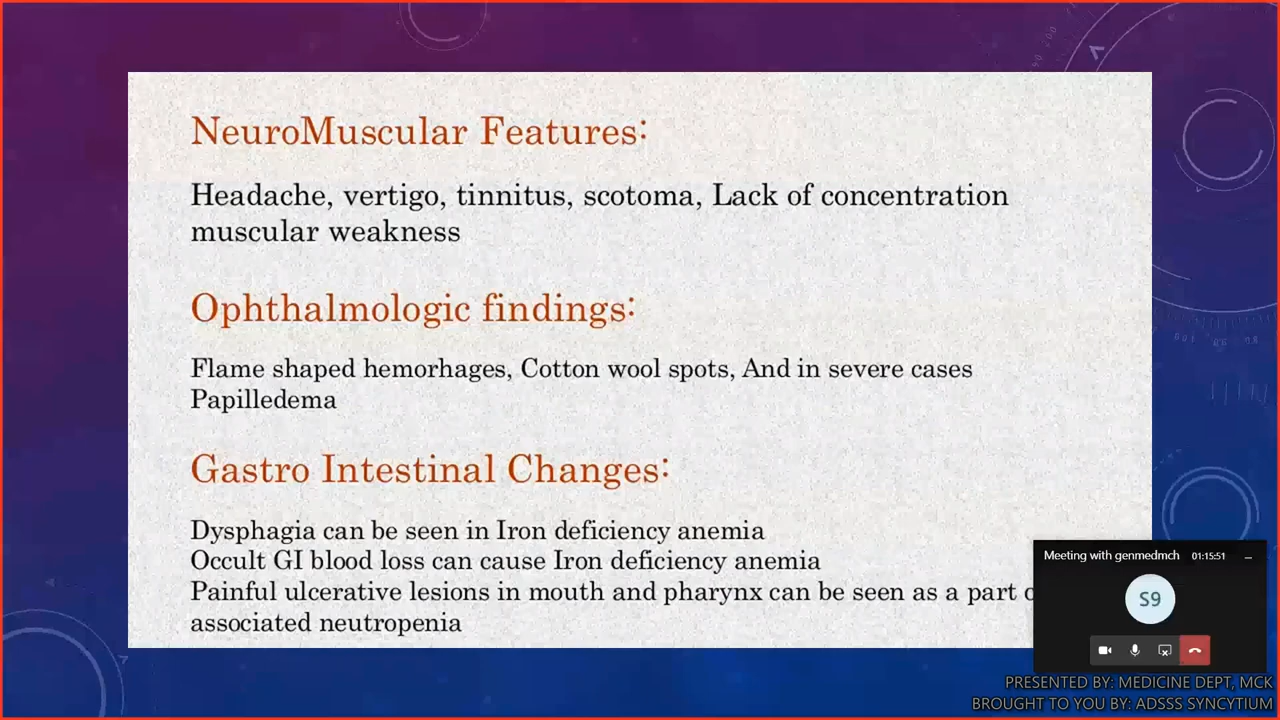 NeuroMuscular Features:
Headache, vertigo, tinnitus, scotoma, Lack of concentration
muscular weakness
Ophthalmologic findings:
Flame shaped hemorhages, Cotton wool spots, And in severe cases
Papilledema
Gastro Intestinal Changes:
Dysphagia can be seen in Iron deficiency anemia
Occult GI blood loss can cause Iron deficiency anemia
Painful ulcerative lesions in mouth and pharynx can be seen as a part
associated neutropenia
Meeting with genmedmch 01:15:51
S9
PRESENTED BY: MEDICINE DEPT, MCK
BROUGHT TO YOU BY: ADSSS SYNCYTIUM